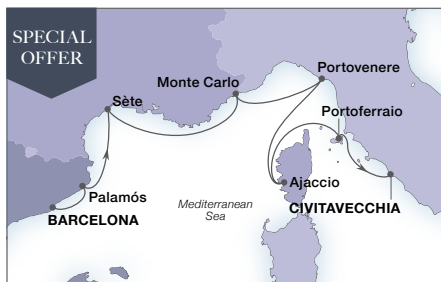 SPECIAL
OFFER
Sète
Monte Carlo
Portovenere
Portoferraio
Palamós
BARCELONA
Mediterranean
Sea
Ajaccio
CIVITAVECCHIA